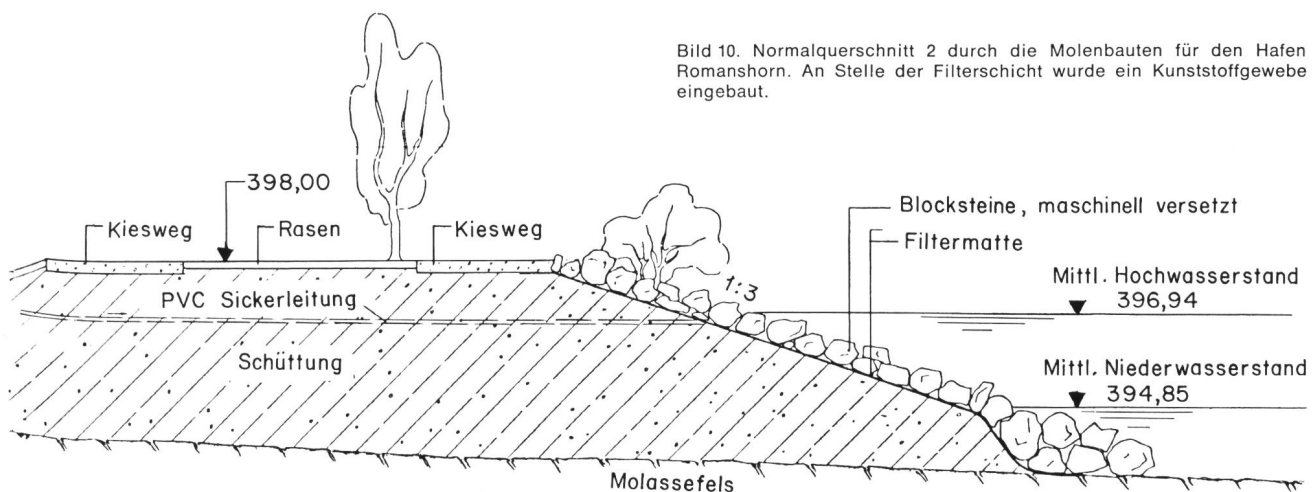 Bild 10. Normalquerschnitt 2 durch die Molenbauten für den Hafen
Romanshorn. An Stelle der Filterschicht wurde ein Kunststoffgewebe
eingebaut.
398,00
Kiesweg
Rasen
Kiesweg
Blocksteine, maschinell versetzt
Filtermatte
1:3
Mittl. Hochwasserstand
396,94
PVC Sickerleitung
Schüttung
Mittl. Niederwasserstand
394,85
Molassefels